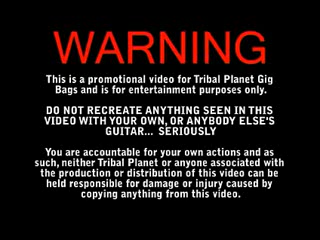 WARNING
This is a promotional video for Tribal Planet Gig
Bags and is for entertainment purposes only.
DO NOT RECREATE ANYTHING SEEN IN THIS
VIDEO WITH YOUR OWN, OR ANYBODY ELSE'S
GUITAR... SERIOUSLY
You are accountable for your own actions and as
such, neither Tribal Planet or anyone associated with
the production or distribution of this video can be
held responsible for damage or injury caused by
copying anything from this video.